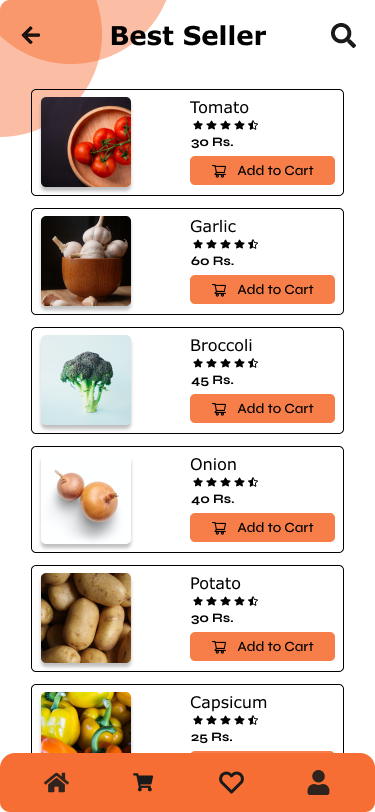 Best Seller
Tomato
30 Rs.
Add to Cart
Garlic
60 Rs.
Add to Cart
Broccoli
45 Rs.
Add to Cart
Onion
40 Rs.
Add to Cart
Potato
30 Rs.
Add to Cart
Capsicum
25 Rs.